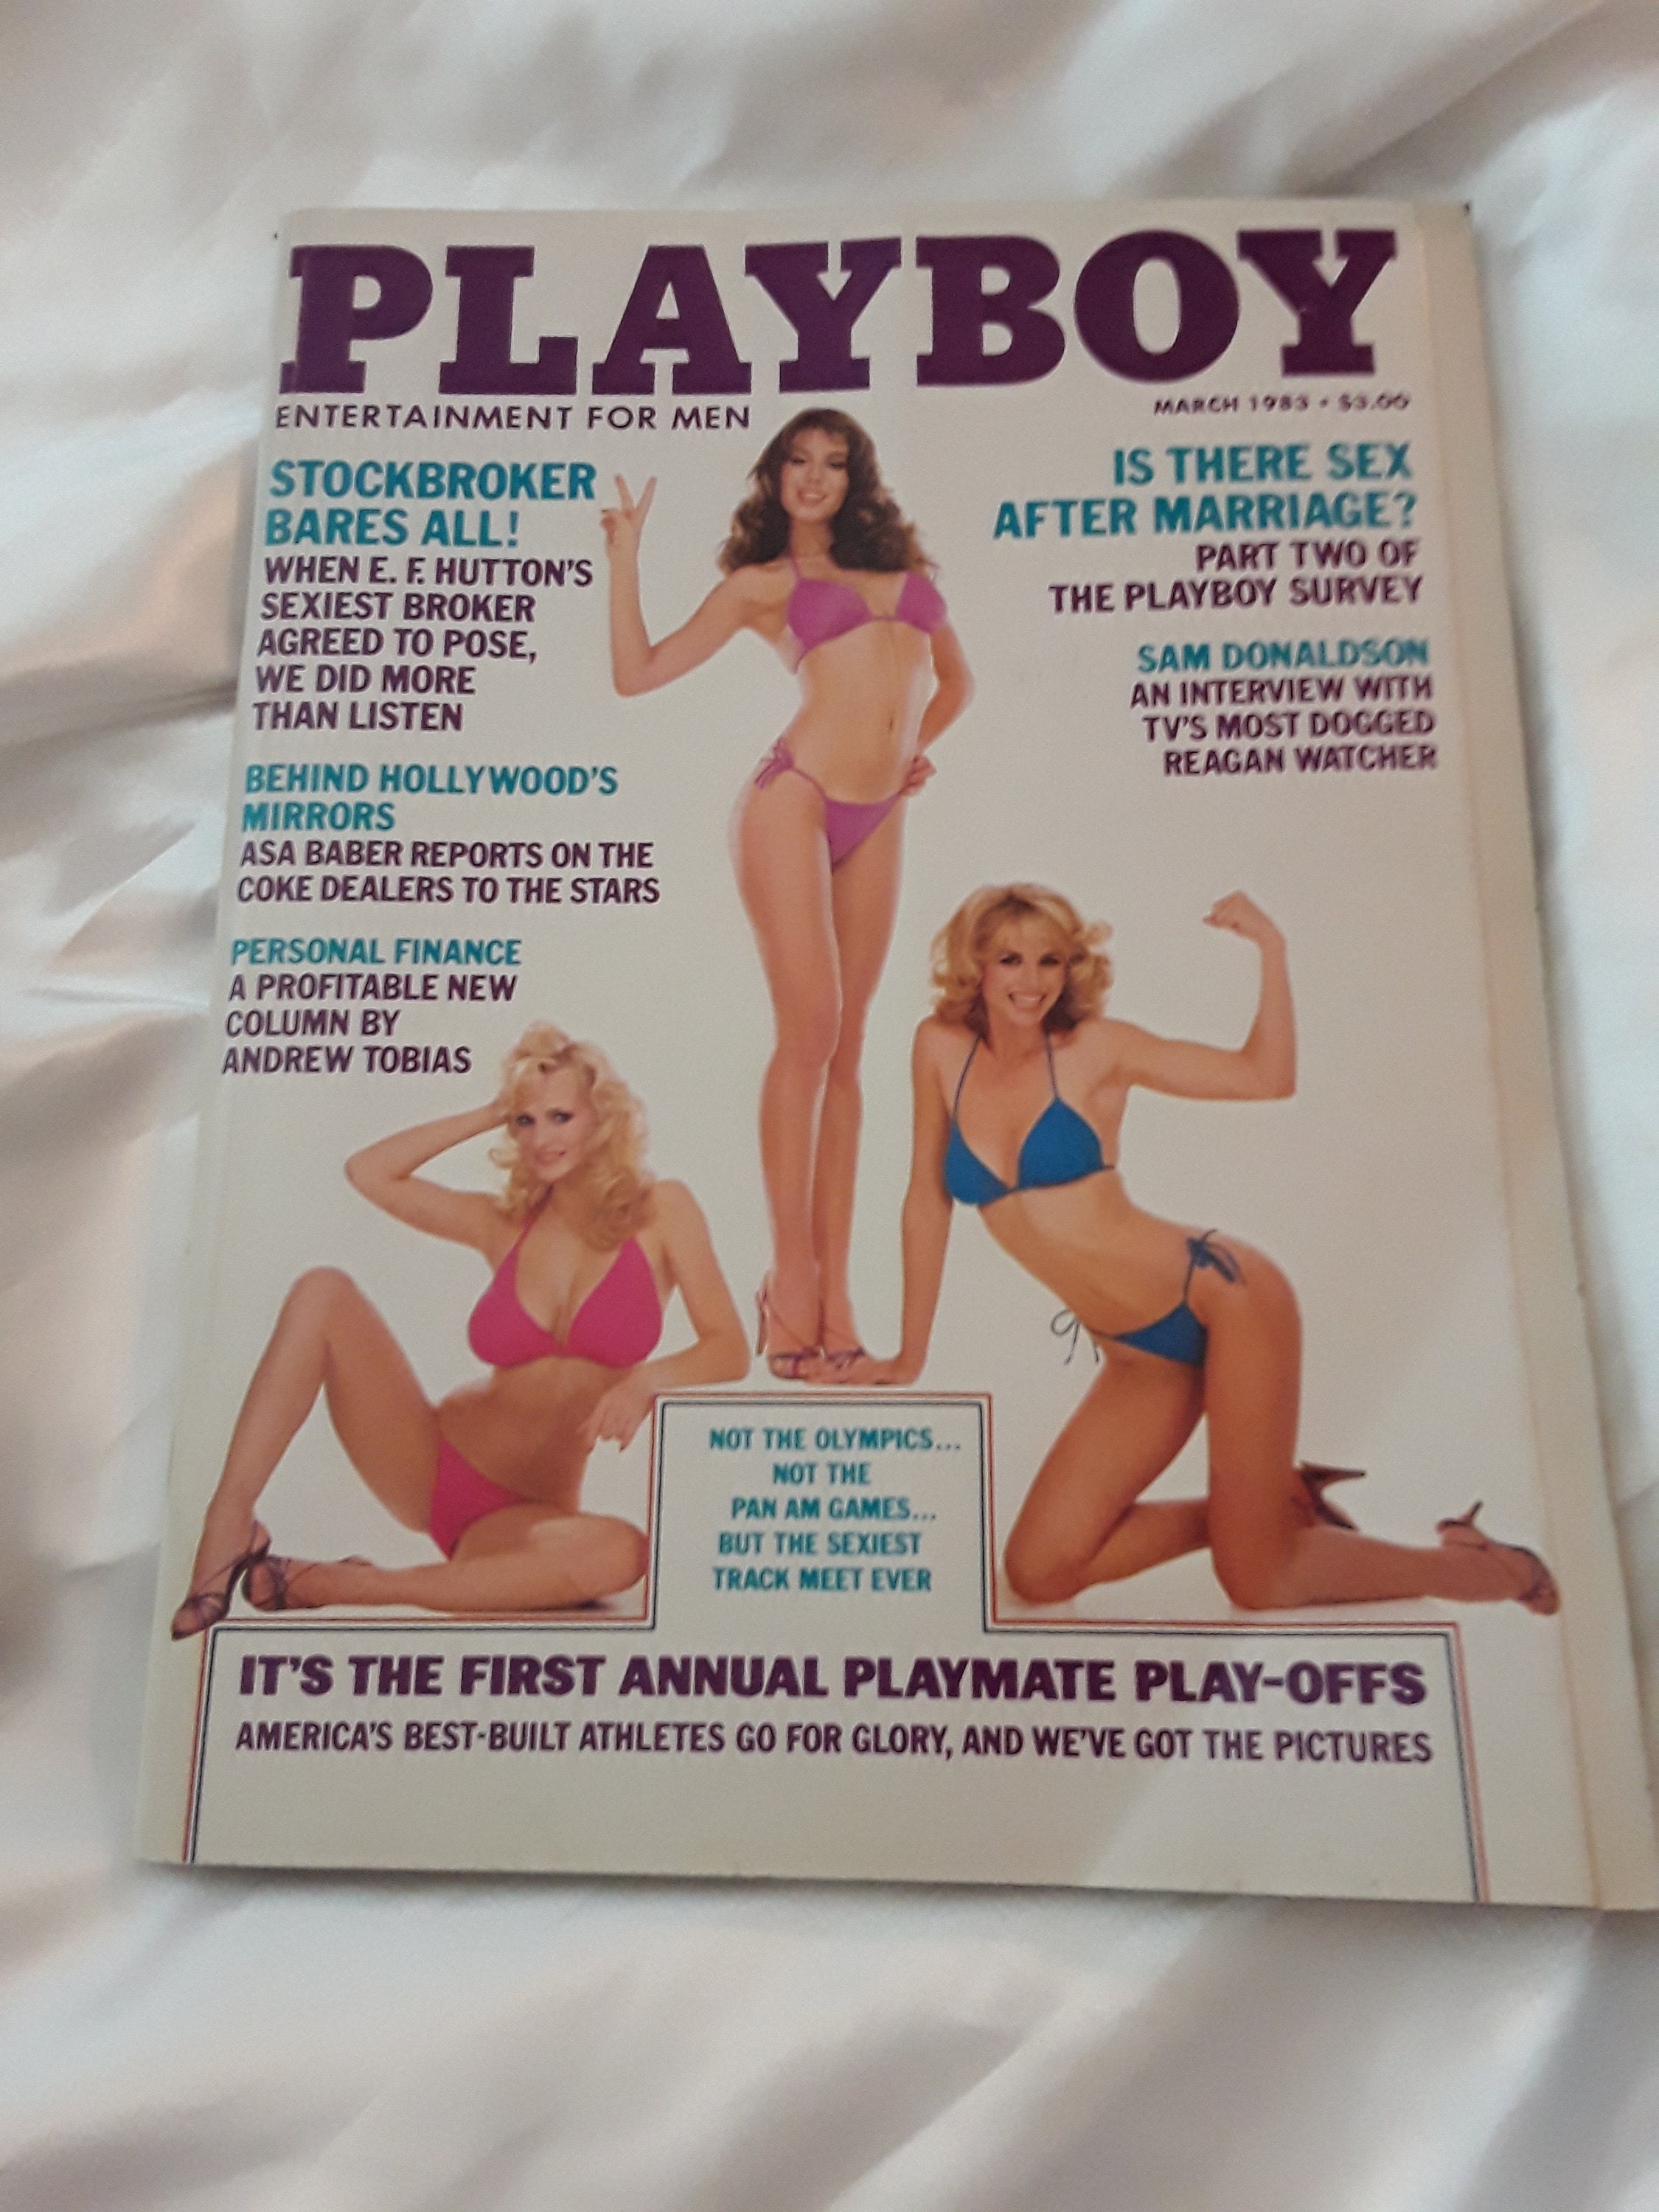 PLAYBOY
ENTERTAINMENT FOR MEN
MARCH 1983 • $3.00
STOCKBROKER
BARES ALL!
WHEN E. F. HUTTON'S
SEXIEST BROKER
AGREED TO POSE,
WE DID MORE
THAN LISTEN
BEHIND HOLLYWOOD'S
MIRRORS
ASA BABER REPORTS ON THE
COKE DEALERS TO THE STARS
PERSONAL FINANCE
A PROFITABLE NEW
COLUMN BY
ANDREW TOBIAS
IS THERE SEX
AFTER MARRIAGE?
PART TWO OF
THE PLAYBOY SURVEY
SAM DONALDSON
AN INTERVIEW WITH
TV'S MOST DOGGED
REAGAN WATCHER
NOT THE OLYMPICS...
NOT THE
PAN AM GAMES...
BUT THE SEXIEST
TRACK MEET EVER
IT'S THE FIRST ANNUAL PLAYMATE PLAY-OFFS
AMERICA'S BEST-BUILT ATHLETES GO FOR GLORY, AND WE'VE GOT THE PICTURES